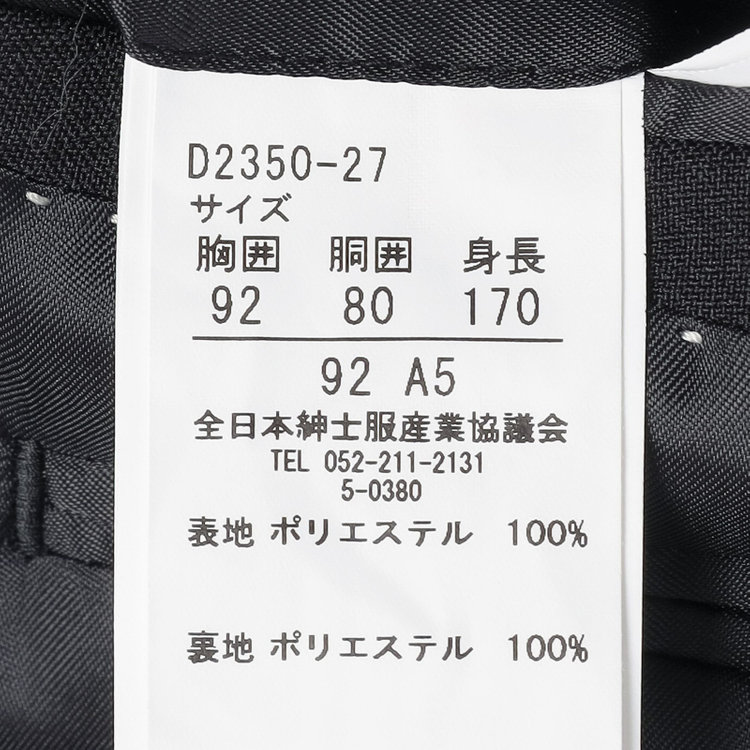 D2350-27
サイズ
胸囲 胴囲 身長
92 80 170
92 A5
全日本紳士服産業協議会
TEL 052-211-2131
5-0380
表地 ポリエステル 100%
裏地 ポリエステル 100%